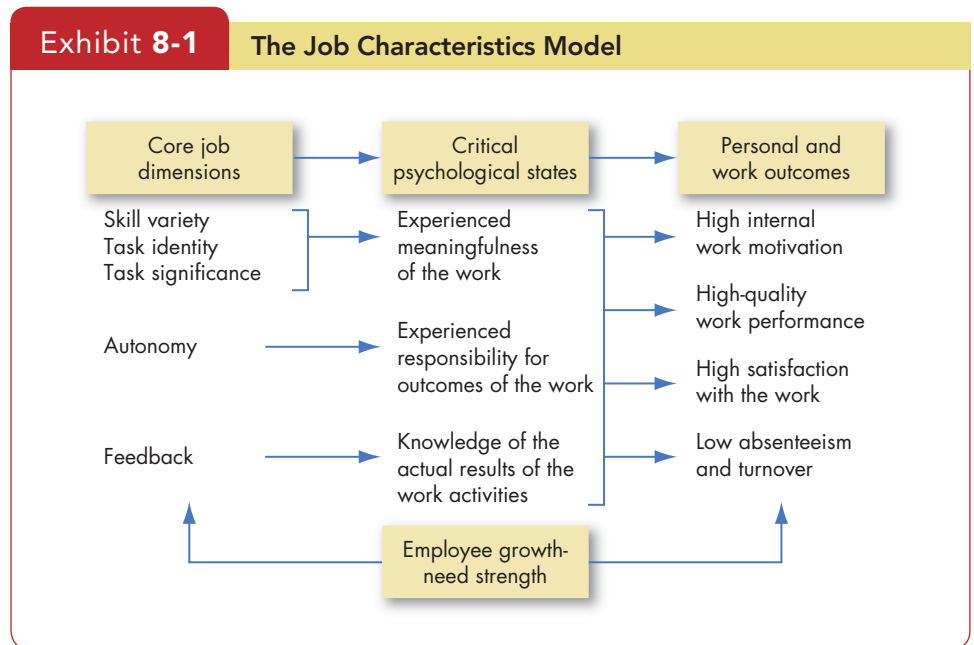 Exhibit 8-1
The Job Characteristics Model
Core job
dimensions
Critical
psychological states
Personal and
work outcomes
Skill variety
Task identity
Task significance
Experienced
meaningfulness
of the work
High internal
work motivation
High-quality
work performance
Autonomy
Experienced
responsibility for
outcomes of the work
High satisfaction
with the work
Feedback
Knowledge of the
actual results of the
work activities
Low absenteeism
and turnover
Employee growth-
need strength